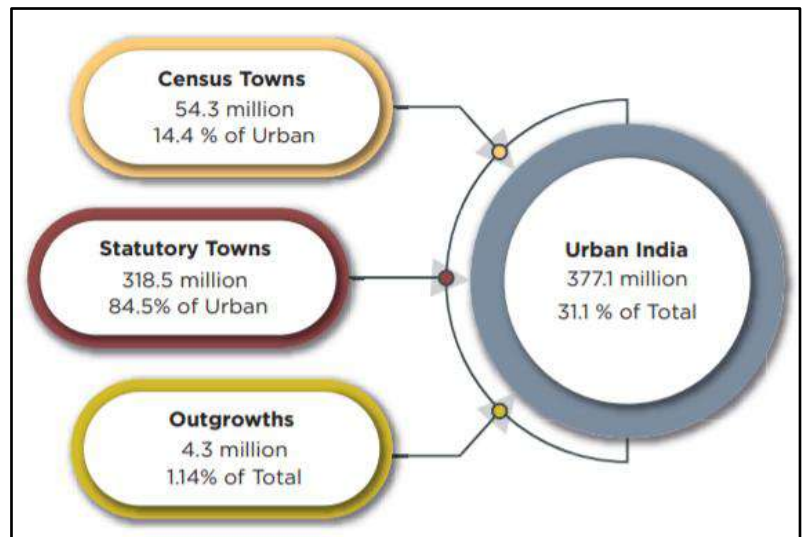 Census Towns
54.3 million
14.4 % of Urban
Statutory Towns
318.5 million
84.5% of Urban
Outgrowths
4.3 million
1.14% of Total
Urban India
377.1 million
31.1 % of Total